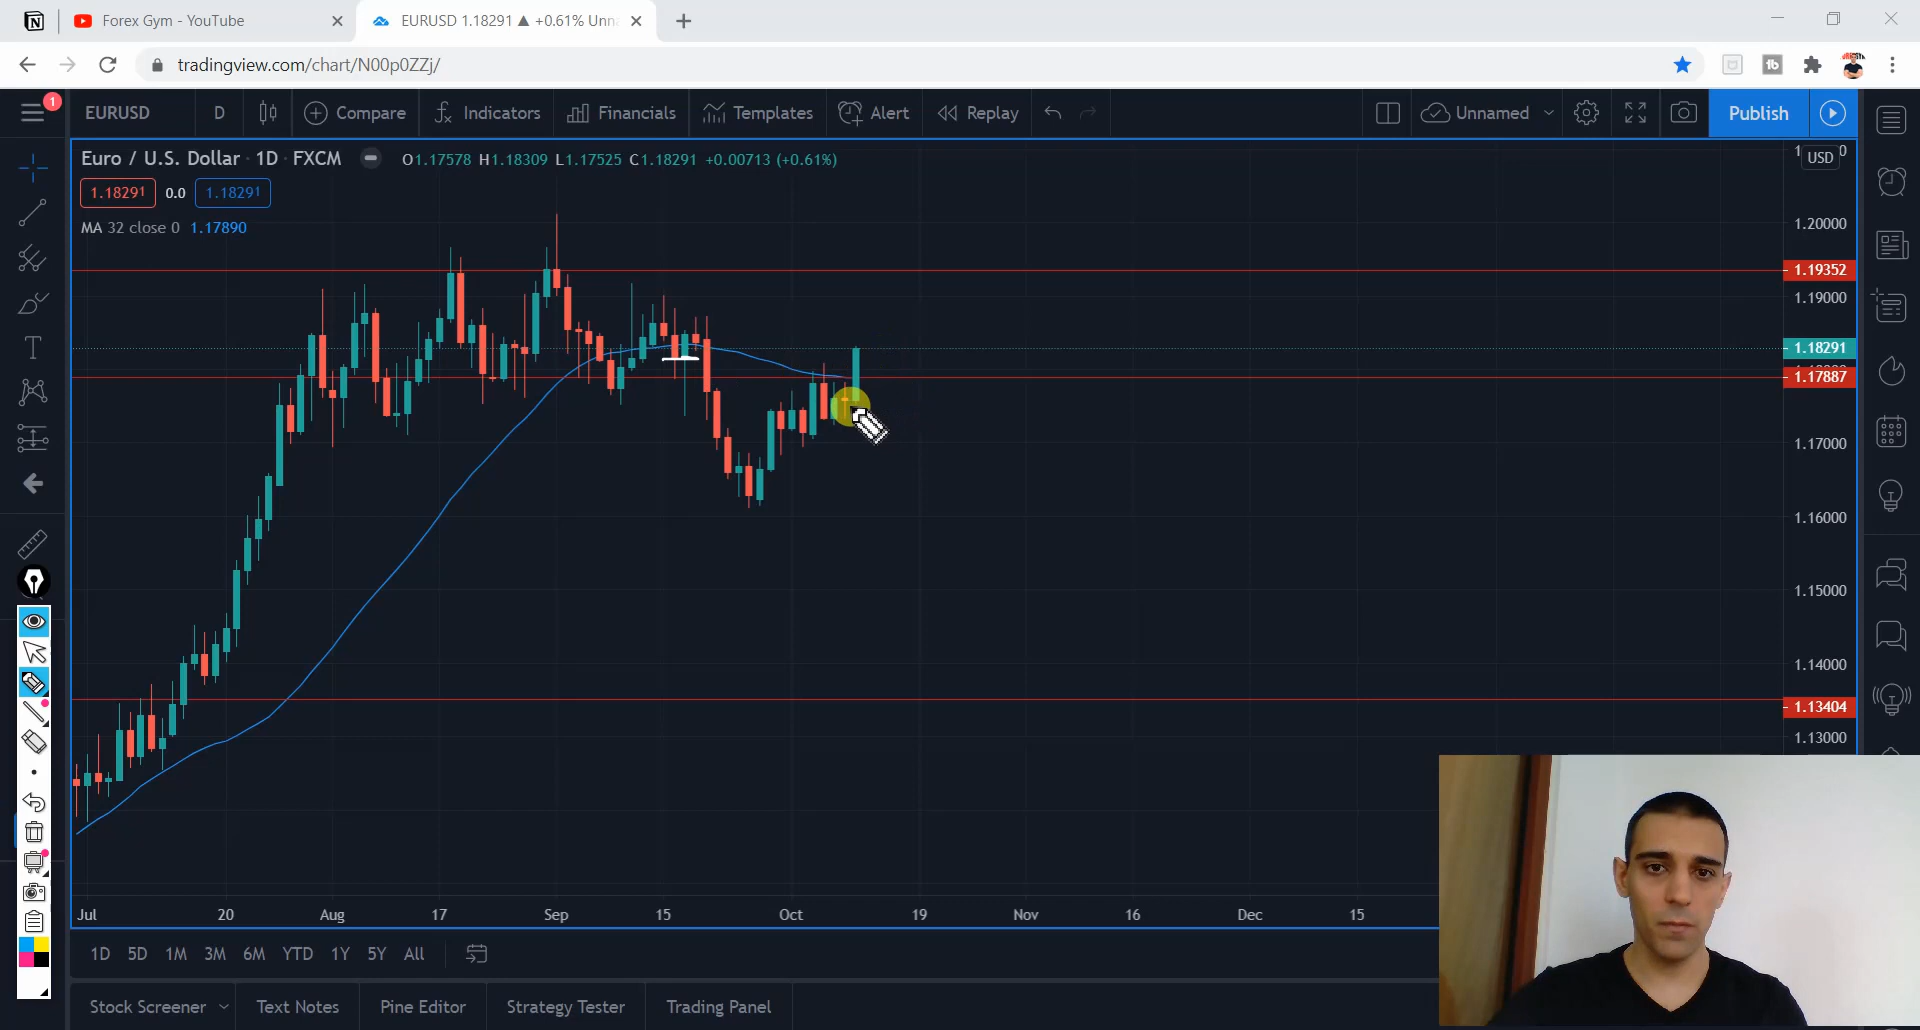 Forex Gym - YouTube
EURUSD 1.18291 ▲ +0.61% Unna
tradingview.com/chart/N00p0ZZj/
1
EURUSD D Compare Indicators Financials Templates Alert Replay Unnamed Publish
Euro / U.S. Dollar · 1D · FXCM O1.17578 H1.18309 L1.17525 C1.18291 +0.00713 (+0.61%)
USD
1.18291 0.0 1.18291
MA 32 close 0 1.17890
1.20000
1.19352
1.19000
1.18291
1.17887
1.17000
1.16000
1.15000
1.14000
1.13404
1.13000
Jul 20 Aug 17 Sep 15 Oct 19 Nov 16 Dec 15
1D 5D 1M 3M 6M YTD 1Y 5Y All
Stock Screener Text Notes Pine Editor Strategy Tester Trading Panel